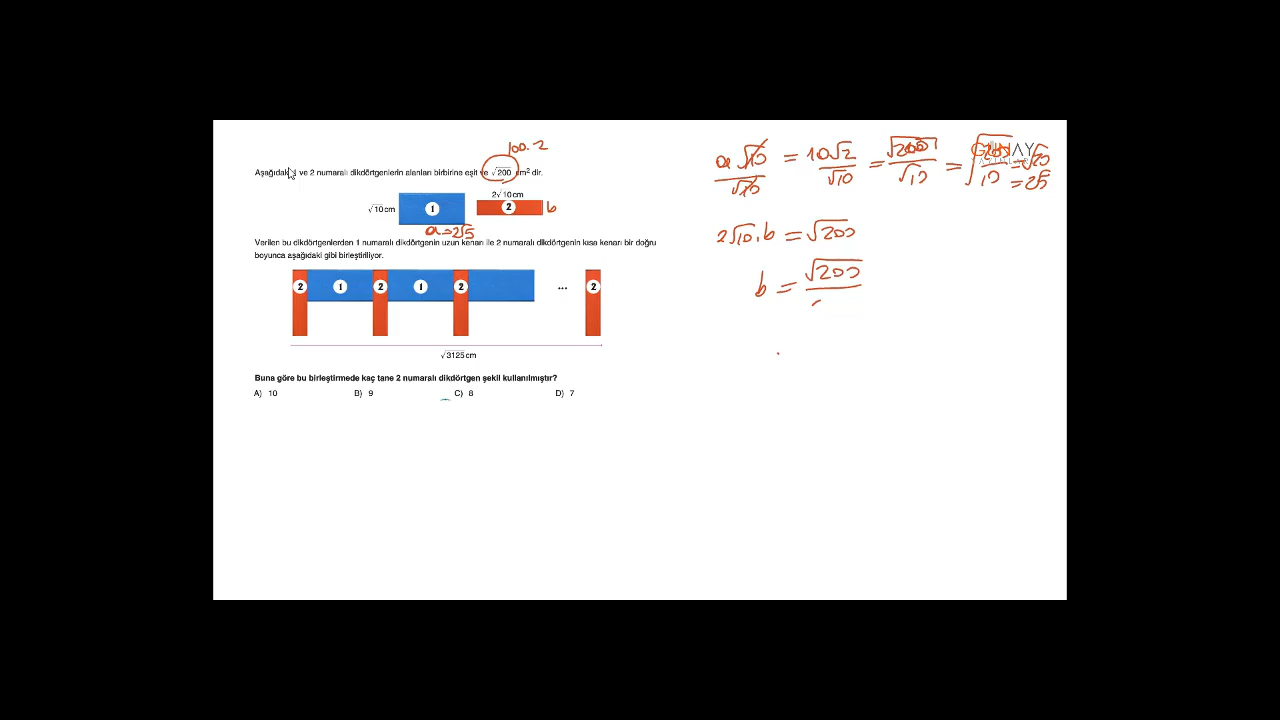 100.2
Aşağıdaki 1 ve 2 numaralı dikdörtgenlerin alanları birbirine eşit ve √200 cm² dir.
2√10 cm
√10 cm 1 2 b
a=2√5
Verilen bu dikdörtgenlerden 1 numaralı dikdörtgenin uzun kenarı ile 2 numaralı dikdörtgenin kısa kenarı bir doğru
boyunca aşağıdaki gibi birleştiriliyor.
2 1 2 1 2 ... 2
√3125 cm
Buna göre bu birleştirmede kaç tane 2 numaralı dikdörtgen şekil kullanılmıştır?
A) 10 B) 9 C) 8 D) 7
GÜNAY
a√10/√10 = 10√2/√10 = √200/√10 = √200/10 = √20
= 2√5
2√10.b = √200
b = √200